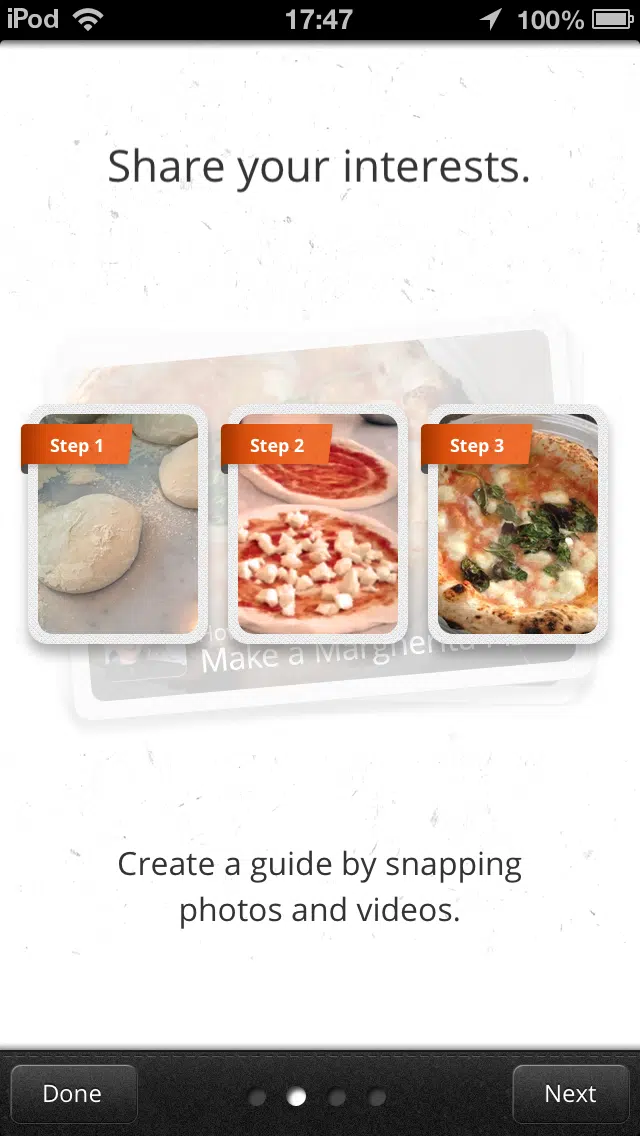 iPod 17:47 100%
Share your interests.
Step 1 Step 2 Step 3
Make a
Create a guide by snapping
photos and videos.
Done Next